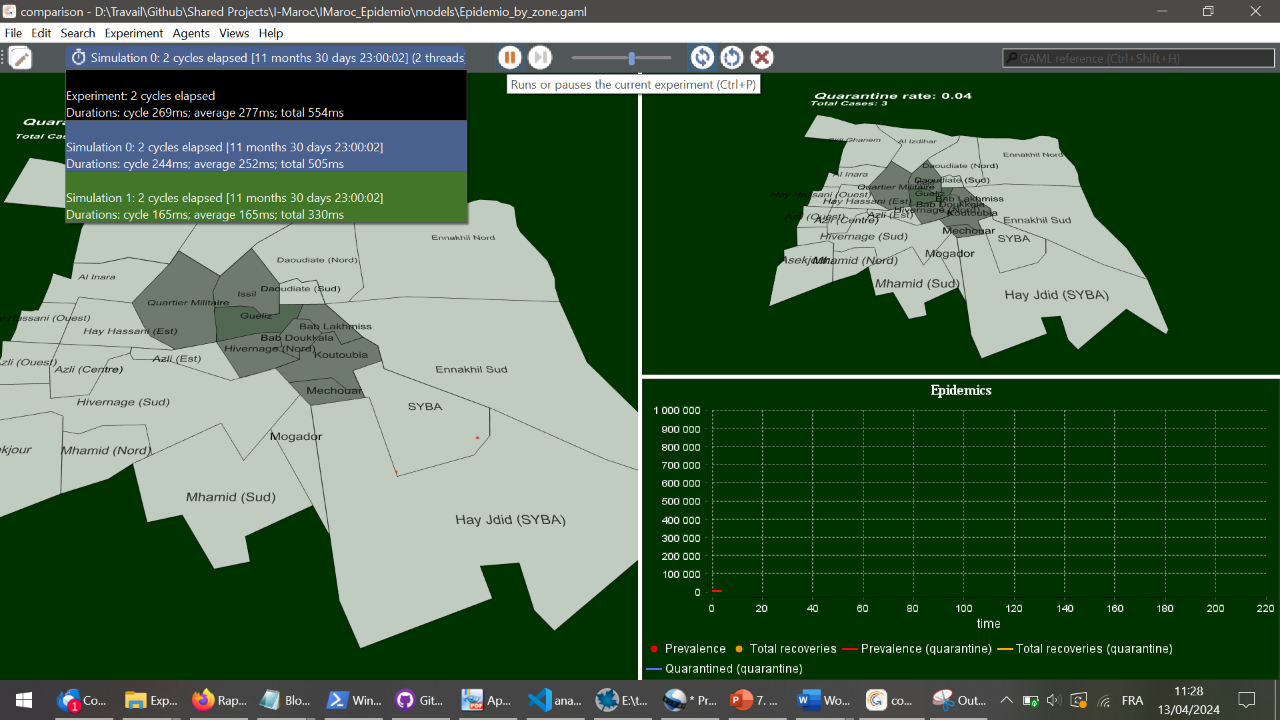 comparison - D:\Travail\Github\Shared Projects\I-Maroc\IMaroc_Epidemio\models\Epidemio_by_zone.gaml
File Edit Search Experiment Agents Views Help
Simulation 0: 2 cycles elapsed [11 months 30 days 23:00:02] (2 threads)
GAML reference (Ctrl+Shift+H)
Runs or pauses the current experiment (Ctrl+P)
Experiment: 2 cycles elapsed
Durations: cycle 269ms; average 277ms; total 554ms
Simulation 0: 2 cycles elapsed [11 months 30 days 23:00:02]
Durations: cycle 244ms; average 252ms; total 505ms
Simulation 1: 2 cycles elapsed [11 months 30 days 23:00:02]
Durations: cycle 165ms; average 165ms; total 330ms
Ennakhil Nord
Daoudiate (Nord)
Al Inara
Daoudiate (Sud)
Issil
Quartier Militaire
Gueliz
Hay Hassani (Ouest)
Hay Hassani (Est)
Bab Lakhmiss
Bab Doukkala
Hivernage (Nord)
Koutoubia
Azli (Est)
Azli (Ouest)
Azli (Centre)
Ennakhil Sud
Mechouar
Hivernage (Sud)
SYBA
Mogador
Mhamid (Nord)
Mhamid (Sud)
Hay Jdid (SYBA)
Quarantine rate: 0.04
Total Cases: 3
Sidi Ghanem
Al Izdihar
Ennakhil Nord
Daoudiate (Nord)
Al Inara
Daoudiate (Sud)
Quartier Militaire
Gueliz
Hay Hassani (Ouest)
Hay Hassani (Est)
Bab Lakhmiss
Bab Doukkala
Hivernage (Nord)
Koutoubia
Azli (Ouest)
Azli (Est)
Azli (Centre)
Ennakhil Sud
Mechouar
Hivernage (Sud)
SYBA
Mogador
Asekjour
Mhamid (Nord)
Mhamid (Sud)
Hay Jdid (SYBA)
Epidemics
1 000 000
900 000
800 000
700 000
600 000
500 000
400 000
300 000
200 000
100 000
0
0 20 40 60 80 100 120 140 160 180 200 220
time
Prevalence Total recoveries Prevalence (quarantine) Total recoveries (quarantine)
Quarantined (quarantine)
1 Co... Exp... Rap... Blo... Win... Git... Ap... ana... E:\t... * Pr... 7. ... Wo... co... Out... FRA
11:28
13/04/2024